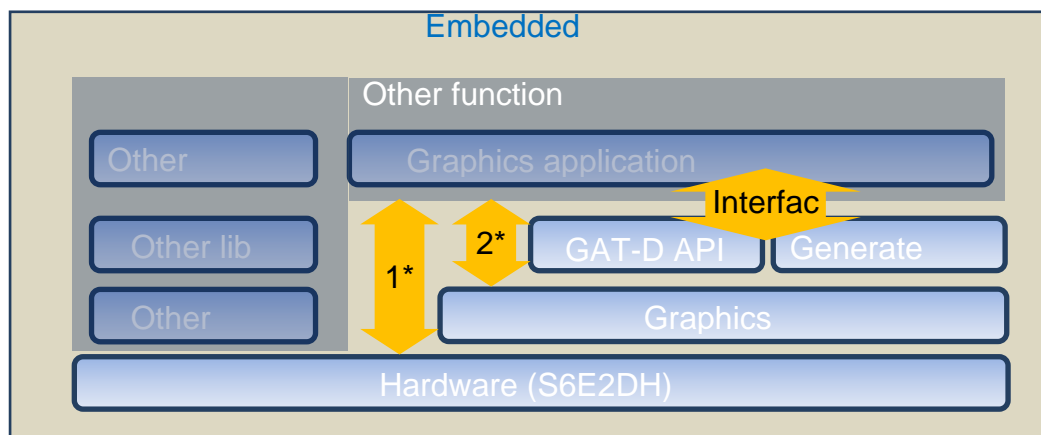 Embedded
Other function
Other
Graphics application
Interfac
Other lib
1*
2*
GAT-D API
Generate
Other
Graphics
Hardware (S6E2DH)